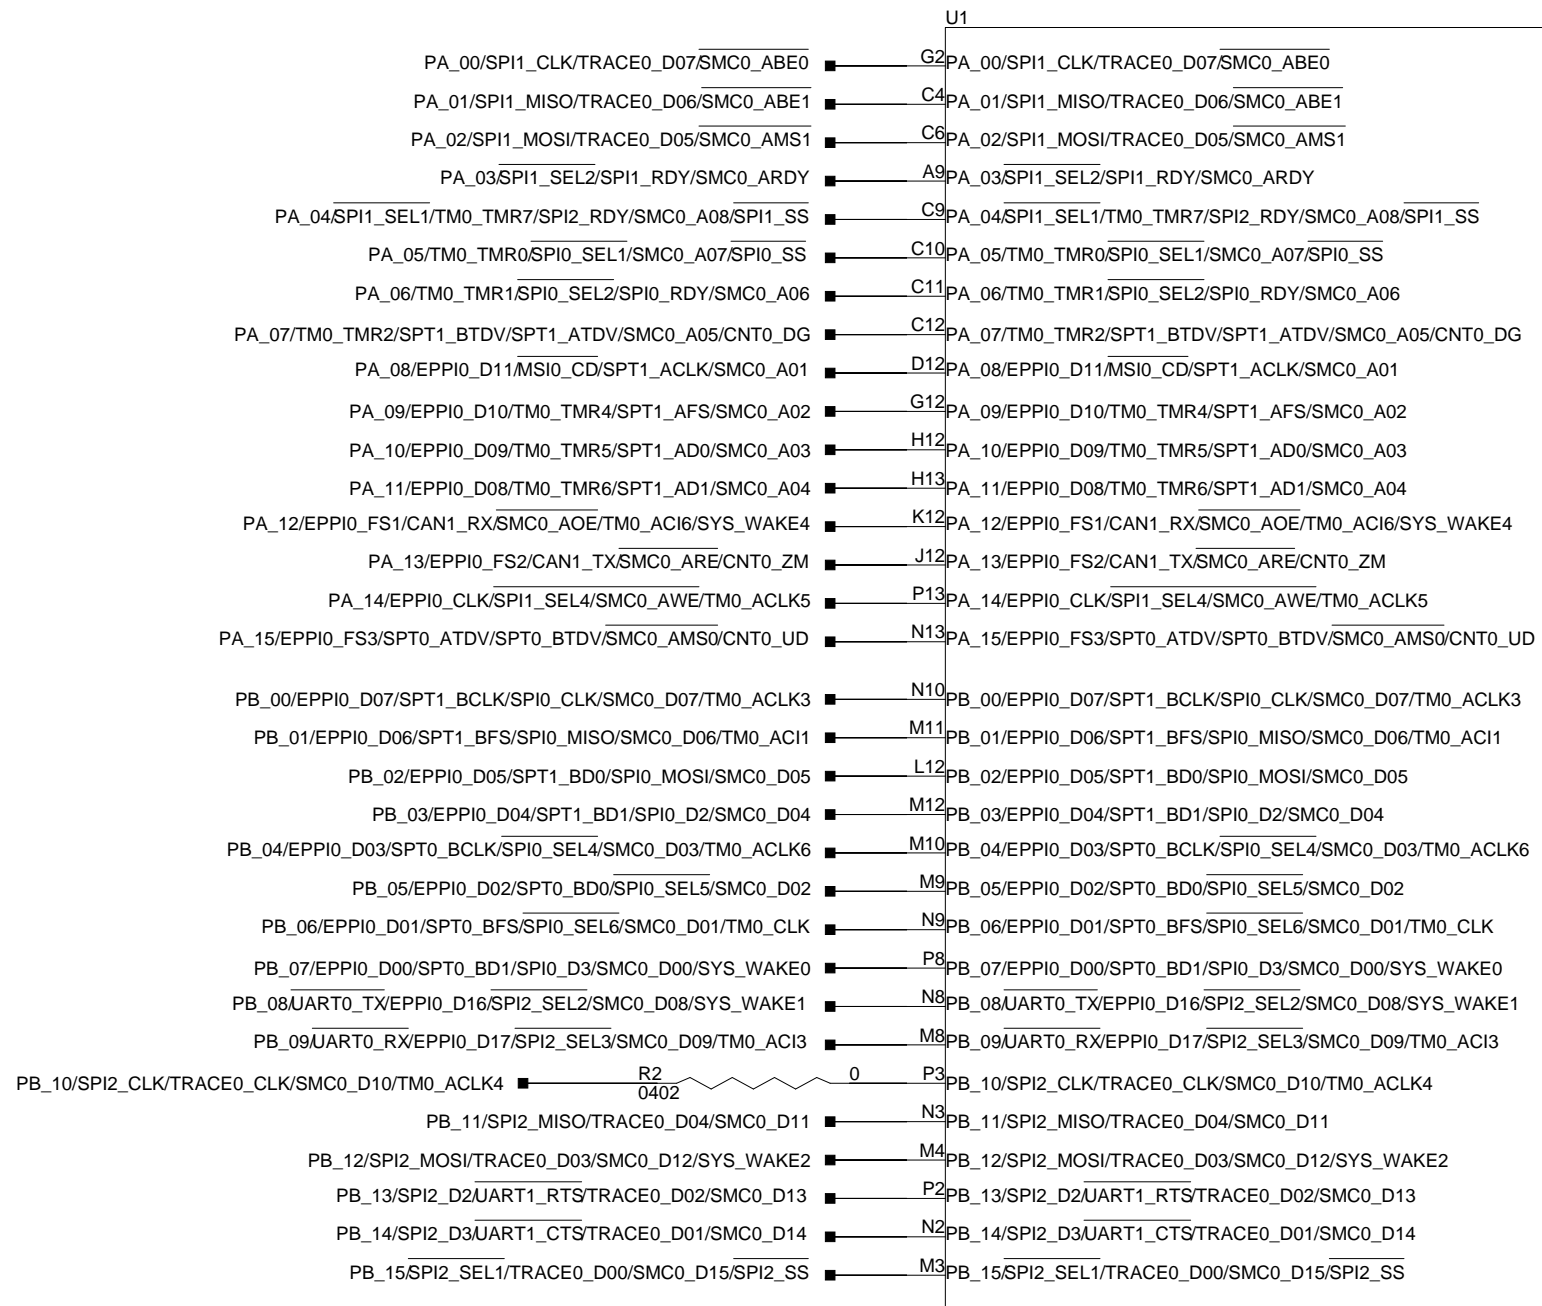 U1
PA_00/SPI1_CLK/TRACE0_D07/SMC0_ABE0 G2 PA_00/SPI1_CLK/TRACE0_D07/SMC0_ABE0
PA_01/SPI1_MISO/TRACE0_D06/SMC0_ABE1 C4 PA_01/SPI1_MISO/TRACE0_D06/SMC0_ABE1
PA_02/SPI1_MOSI/TRACE0_D05/SMC0_AMS1 C6 PA_02/SPI1_MOSI/TRACE0_D05/SMC0_AMS1
PA_03/SPI1_SEL2/SPI1_RDY/SMC0_ARDY A9 PA_03/SPI1_SEL2/SPI1_RDY/SMC0_ARDY
PA_04/SPI1_SEL1/TM0_TMR7/SPI2_RDY/SMC0_A08/SPI1_SS C9 PA_04/SPI1_SEL1/TM0_TMR7/SPI2_RDY/SMC0_A08/SPI1_SS
PA_05/TM0_TMR0/SPI0_SEL1/SMC0_A07/SPI0_SS C10 PA_05/TM0_TMR0/SPI0_SEL1/SMC0_A07/SPI0_SS
PA_06/TM0_TMR1/SPI0_SEL2/SPI0_RDY/SMC0_A06 C11 PA_06/TM0_TMR1/SPI0_SEL2/SPI0_RDY/SMC0_A06
PA_07/TM0_TMR2/SPT1_BTDV/SPT1_ATDV/SMC0_A05/CNT0_DG C12 PA_07/TM0_TMR2/SPT1_BTDV/SPT1_ATDV/SMC0_A05/CNT0_DG
PA_08/EPPI0_D11/MSI0_CD/SPT1_ACLK/SMC0_A01 D12 PA_08/EPPI0_D11/MSI0_CD/SPT1_ACLK/SMC0_A01
PA_09/EPPI0_D10/TM0_TMR4/SPT1_AFS/SMC0_A02 G12 PA_09/EPPI0_D10/TM0_TMR4/SPT1_AFS/SMC0_A02
PA_10/EPPI0_D09/TM0_TMR5/SPT1_AD0/SMC0_A03 H12 PA_10/EPPI0_D09/TM0_TMR5/SPT1_AD0/SMC0_A03
PA_11/EPPI0_D08/TM0_TMR6/SPT1_AD1/SMC0_A04 H13 PA_11/EPPI0_D08/TM0_TMR6/SPT1_AD1/SMC0_A04
PA_12/EPPI0_FS1/CAN1_RX/SMC0_AOE/TM0_ACI6/SYS_WAKE4 K12 PA_12/EPPI0_FS1/CAN1_RX/SMC0_AOE/TM0_ACI6/SYS_WAKE4
PA_13/EPPI0_FS2/CAN1_TX/SMC0_ARE/CNT0_ZM J12 PA_13/EPPI0_FS2/CAN1_TX/SMC0_ARE/CNT0_ZM
PA_14/EPPI0_CLK/SPI1_SEL4/SMC0_AWE/TM0_ACLK5 P13 PA_14/EPPI0_CLK/SPI1_SEL4/SMC0_AWE/TM0_ACLK5
PA_15/EPPI0_FS3/SPT0_ATDV/SPT0_BTDV/SMC0_AMS0/CNT0_UD N13 PA_15/EPPI0_FS3/SPT0_ATDV/SPT0_BTDV/SMC0_AMS0/CNT0_UD
PB_00/EPPI0_D07/SPT1_BCLK/SPI0_CLK/SMC0_D07/TM0_ACLK3 N10 PB_00/EPPI0_D07/SPT1_BCLK/SPI0_CLK/SMC0_D07/TM0_ACLK3
PB_01/EPPI0_D06/SPT1_BFS/SPI0_MISO/SMC0_D06/TM0_ACI1 M11 PB_01/EPPI0_D06/SPT1_BFS/SPI0_MISO/SMC0_D06/TM0_ACI1
PB_02/EPPI0_D05/SPT1_BD0/SPI0_MOSI/SMC0_D05 L12 PB_02/EPPI0_D05/SPT1_BD0/SPI0_MOSI/SMC0_D05
PB_03/EPPI0_D04/SPT1_BD1/SPI0_D2/SMC0_D04 M12 PB_03/EPPI0_D04/SPT1_BD1/SPI0_D2/SMC0_D04
PB_04/EPPI0_D03/SPT0_BCLK/SPI0_SEL4/SMC0_D03/TM0_ACLK6 M10 PB_04/EPPI0_D03/SPT0_BCLK/SPI0_SEL4/SMC0_D03/TM0_ACLK6
PB_05/EPPI0_D02/SPT0_BD0/SPI0_SEL5/SMC0_D02 M9 PB_05/EPPI0_D02/SPT0_BD0/SPI0_SEL5/SMC0_D02
PB_06/EPPI0_D01/SPT0_BFS/SPI0_SEL6/SMC0_D01/TM0_CLK N9 PB_06/EPPI0_D01/SPT0_BFS/SPI0_SEL6/SMC0_D01/TM0_CLK
PB_07/EPPI0_D00/SPT0_BD1/SPI0_D3/SMC0_D00/SYS_WAKE0 P8 PB_07/EPPI0_D00/SPT0_BD1/SPI0_D3/SMC0_D00/SYS_WAKE0
PB_08/UART0_TX/EPPI0_D16/SPI2_SEL2/SMC0_D08/SYS_WAKE1 N8 PB_08/UART0_TX/EPPI0_D16/SPI2_SEL2/SMC0_D08/SYS_WAKE1
PB_09/UART0_RX/EPPI0_D17/SPI2_SEL3/SMC0_D09/TM0_ACI3 M8 PB_09/UART0_RX/EPPI0_D17/SPI2_SEL3/SMC0_D09/TM0_ACI3
PB_10/SPI2_CLK/TRACE0_CLK/SMC0_D10/TM0_ACLK4 R2 0 P3 PB_10/SPI2_CLK/TRACE0_CLK/SMC0_D10/TM0_ACLK4
0402
PB_11/SPI2_MISO/TRACE0_D04/SMC0_D11 N3 PB_11/SPI2_MISO/TRACE0_D04/SMC0_D11
PB_12/SPI2_MOSI/TRACE0_D03/SMC0_D12/SYS_WAKE2 M4 PB_12/SPI2_MOSI/TRACE0_D03/SMC0_D12/SYS_WAKE2
PB_13/SPI2_D2/UART1_RTS/TRACE0_D02/SMC0_D13 P2 PB_13/SPI2_D2/UART1_RTS/TRACE0_D02/SMC0_D13
PB_14/SPI2_D3/UART1_CTS/TRACE0_D01/SMC0_D14 N2 PB_14/SPI2_D3/UART1_CTS/TRACE0_D01/SMC0_D14
PB_15/SPI2_SEL1/TRACE0_D00/SMC0_D15/SPI2_SS M3 PB_15/SPI2_SEL1/TRACE0_D00/SMC0_D15/SPI2_SS